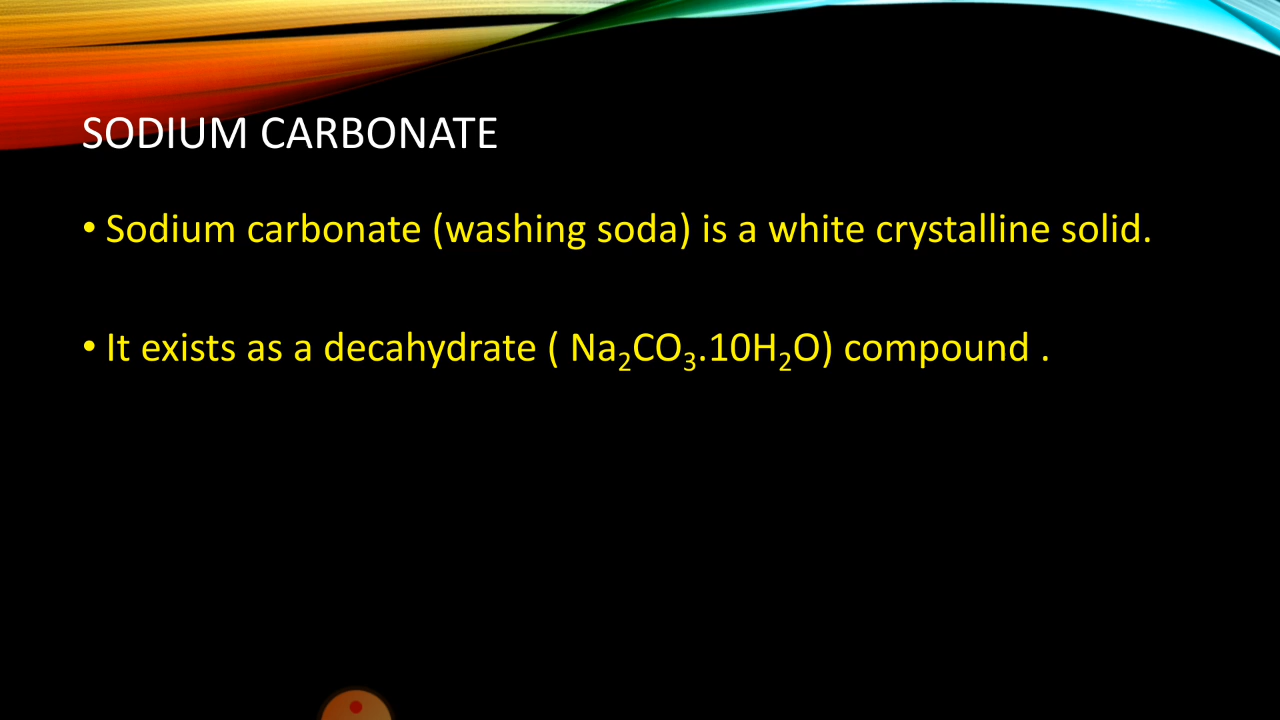 SODIUM CARBONATE
• Sodium carbonate (washing soda) is a white crystalline solid.
• It exists as a decahydrate ( Na₂CO₃.10H₂O) compound .